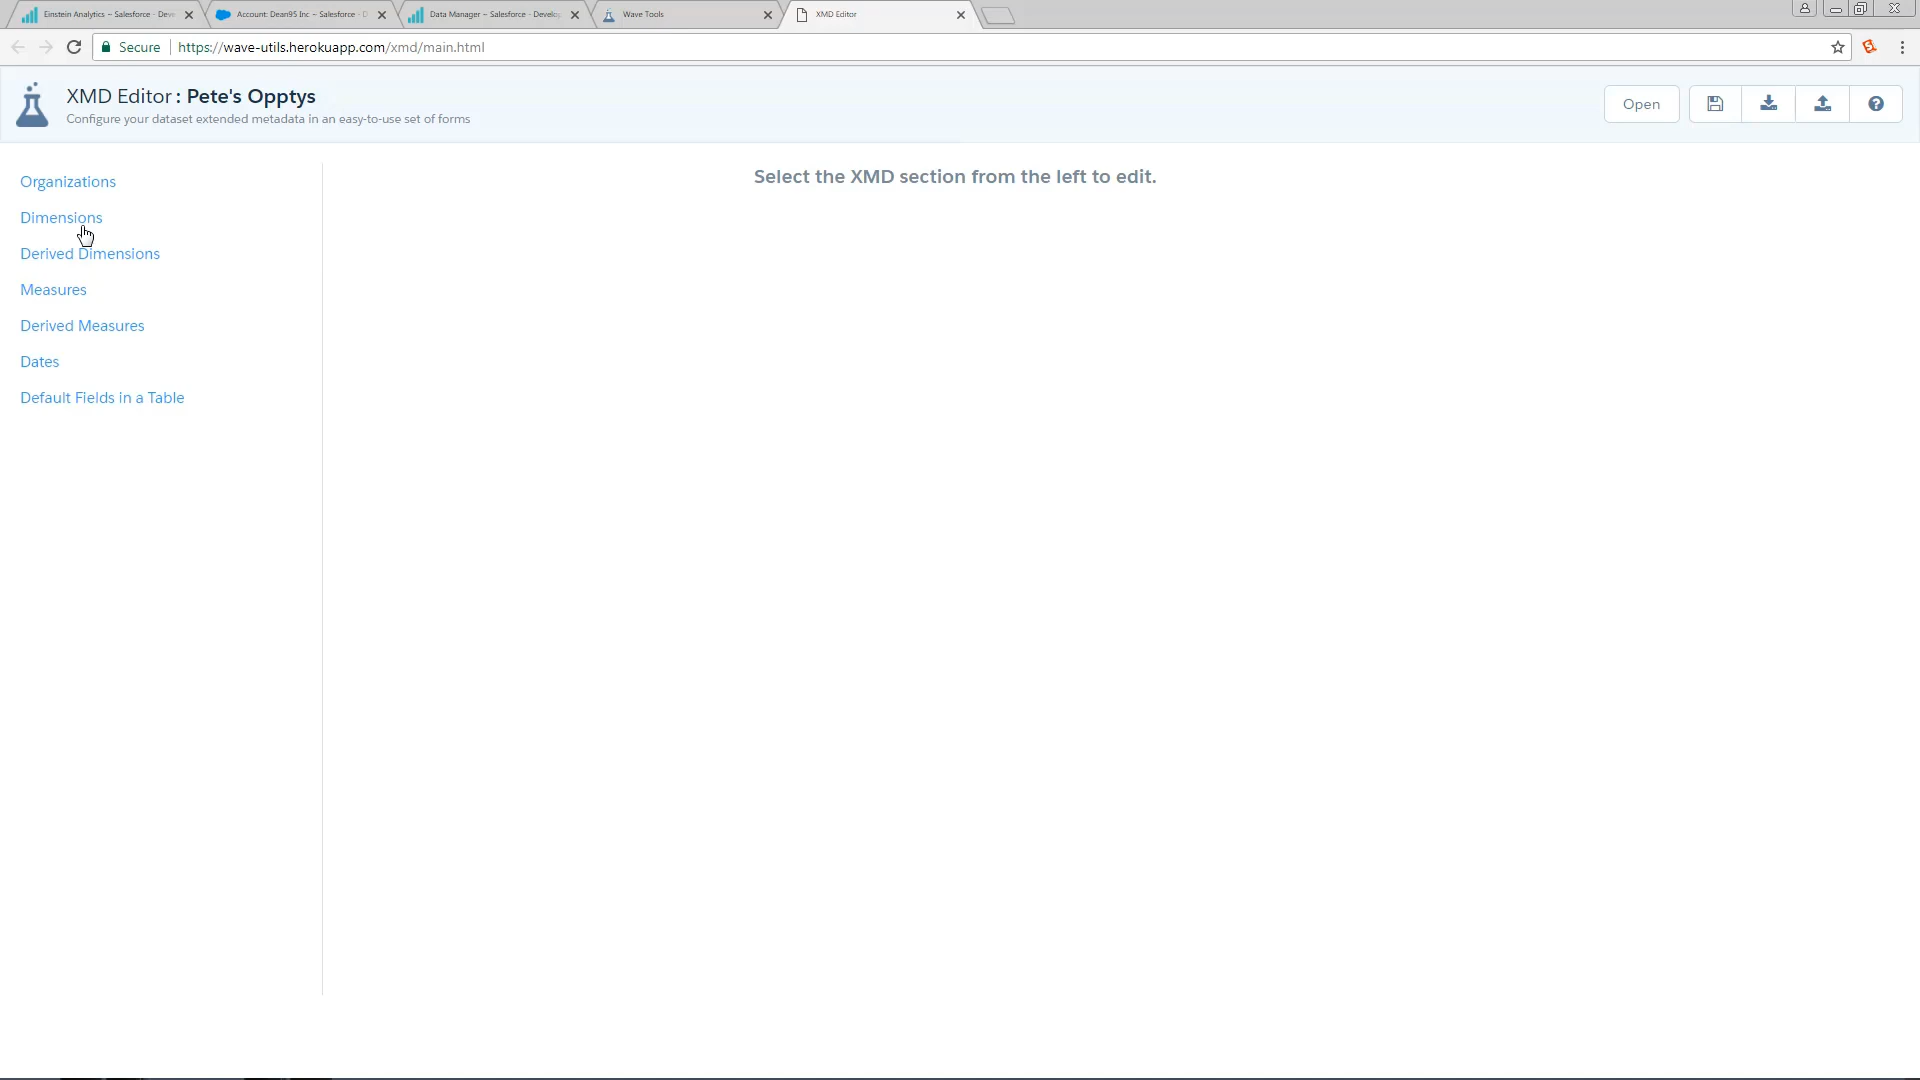 Einstein Analytics ~ Salesforce - Deve
Account: Dean95 Inc ~ Salesforce - D
Data Manager ~ Salesforce - Develo
Wave Tools
XMD Editor
Secure
https://wave-utils.herokuapp.com/xmd/main.html
XMD Editor : Pete's Opptys
Configure your dataset extended metadata in an easy-to-use set of forms
Open
Organizations
Dimensions
Derived Dimensions
Measures
Derived Measures
Dates
Default Fields in a Table
Select the XMD section from the left to edit.